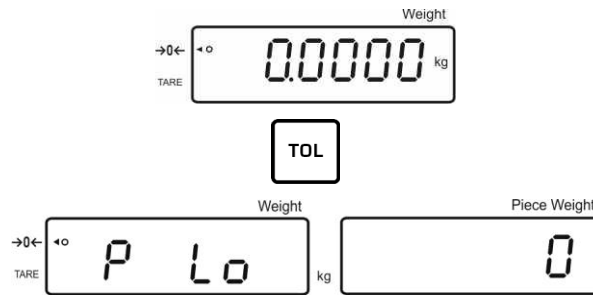 Weight
→0← ◄o 0.0000 kg
TARE
TOL
Weight Piece Weight
→0← ◄o P Lo 0
TARE kg